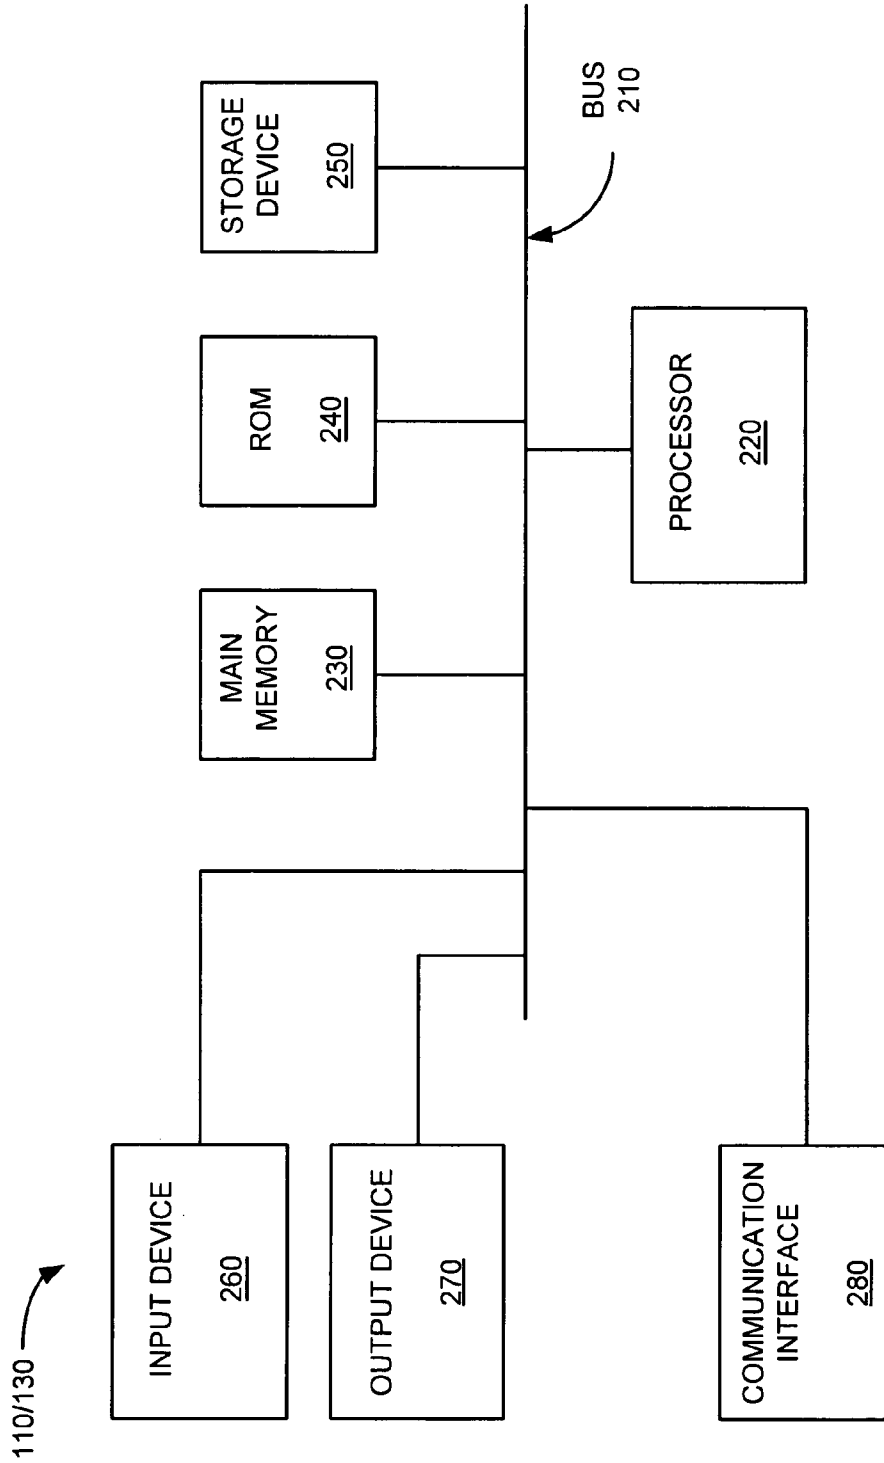 110/130
INPUT DEVICE
260
OUTPUT DEVICE
270
COMMUNICATION
INTERFACE
280
MAIN
MEMORY
230
ROM
240
STORAGE
DEVICE
250
PROCESSOR
220
BUS
210